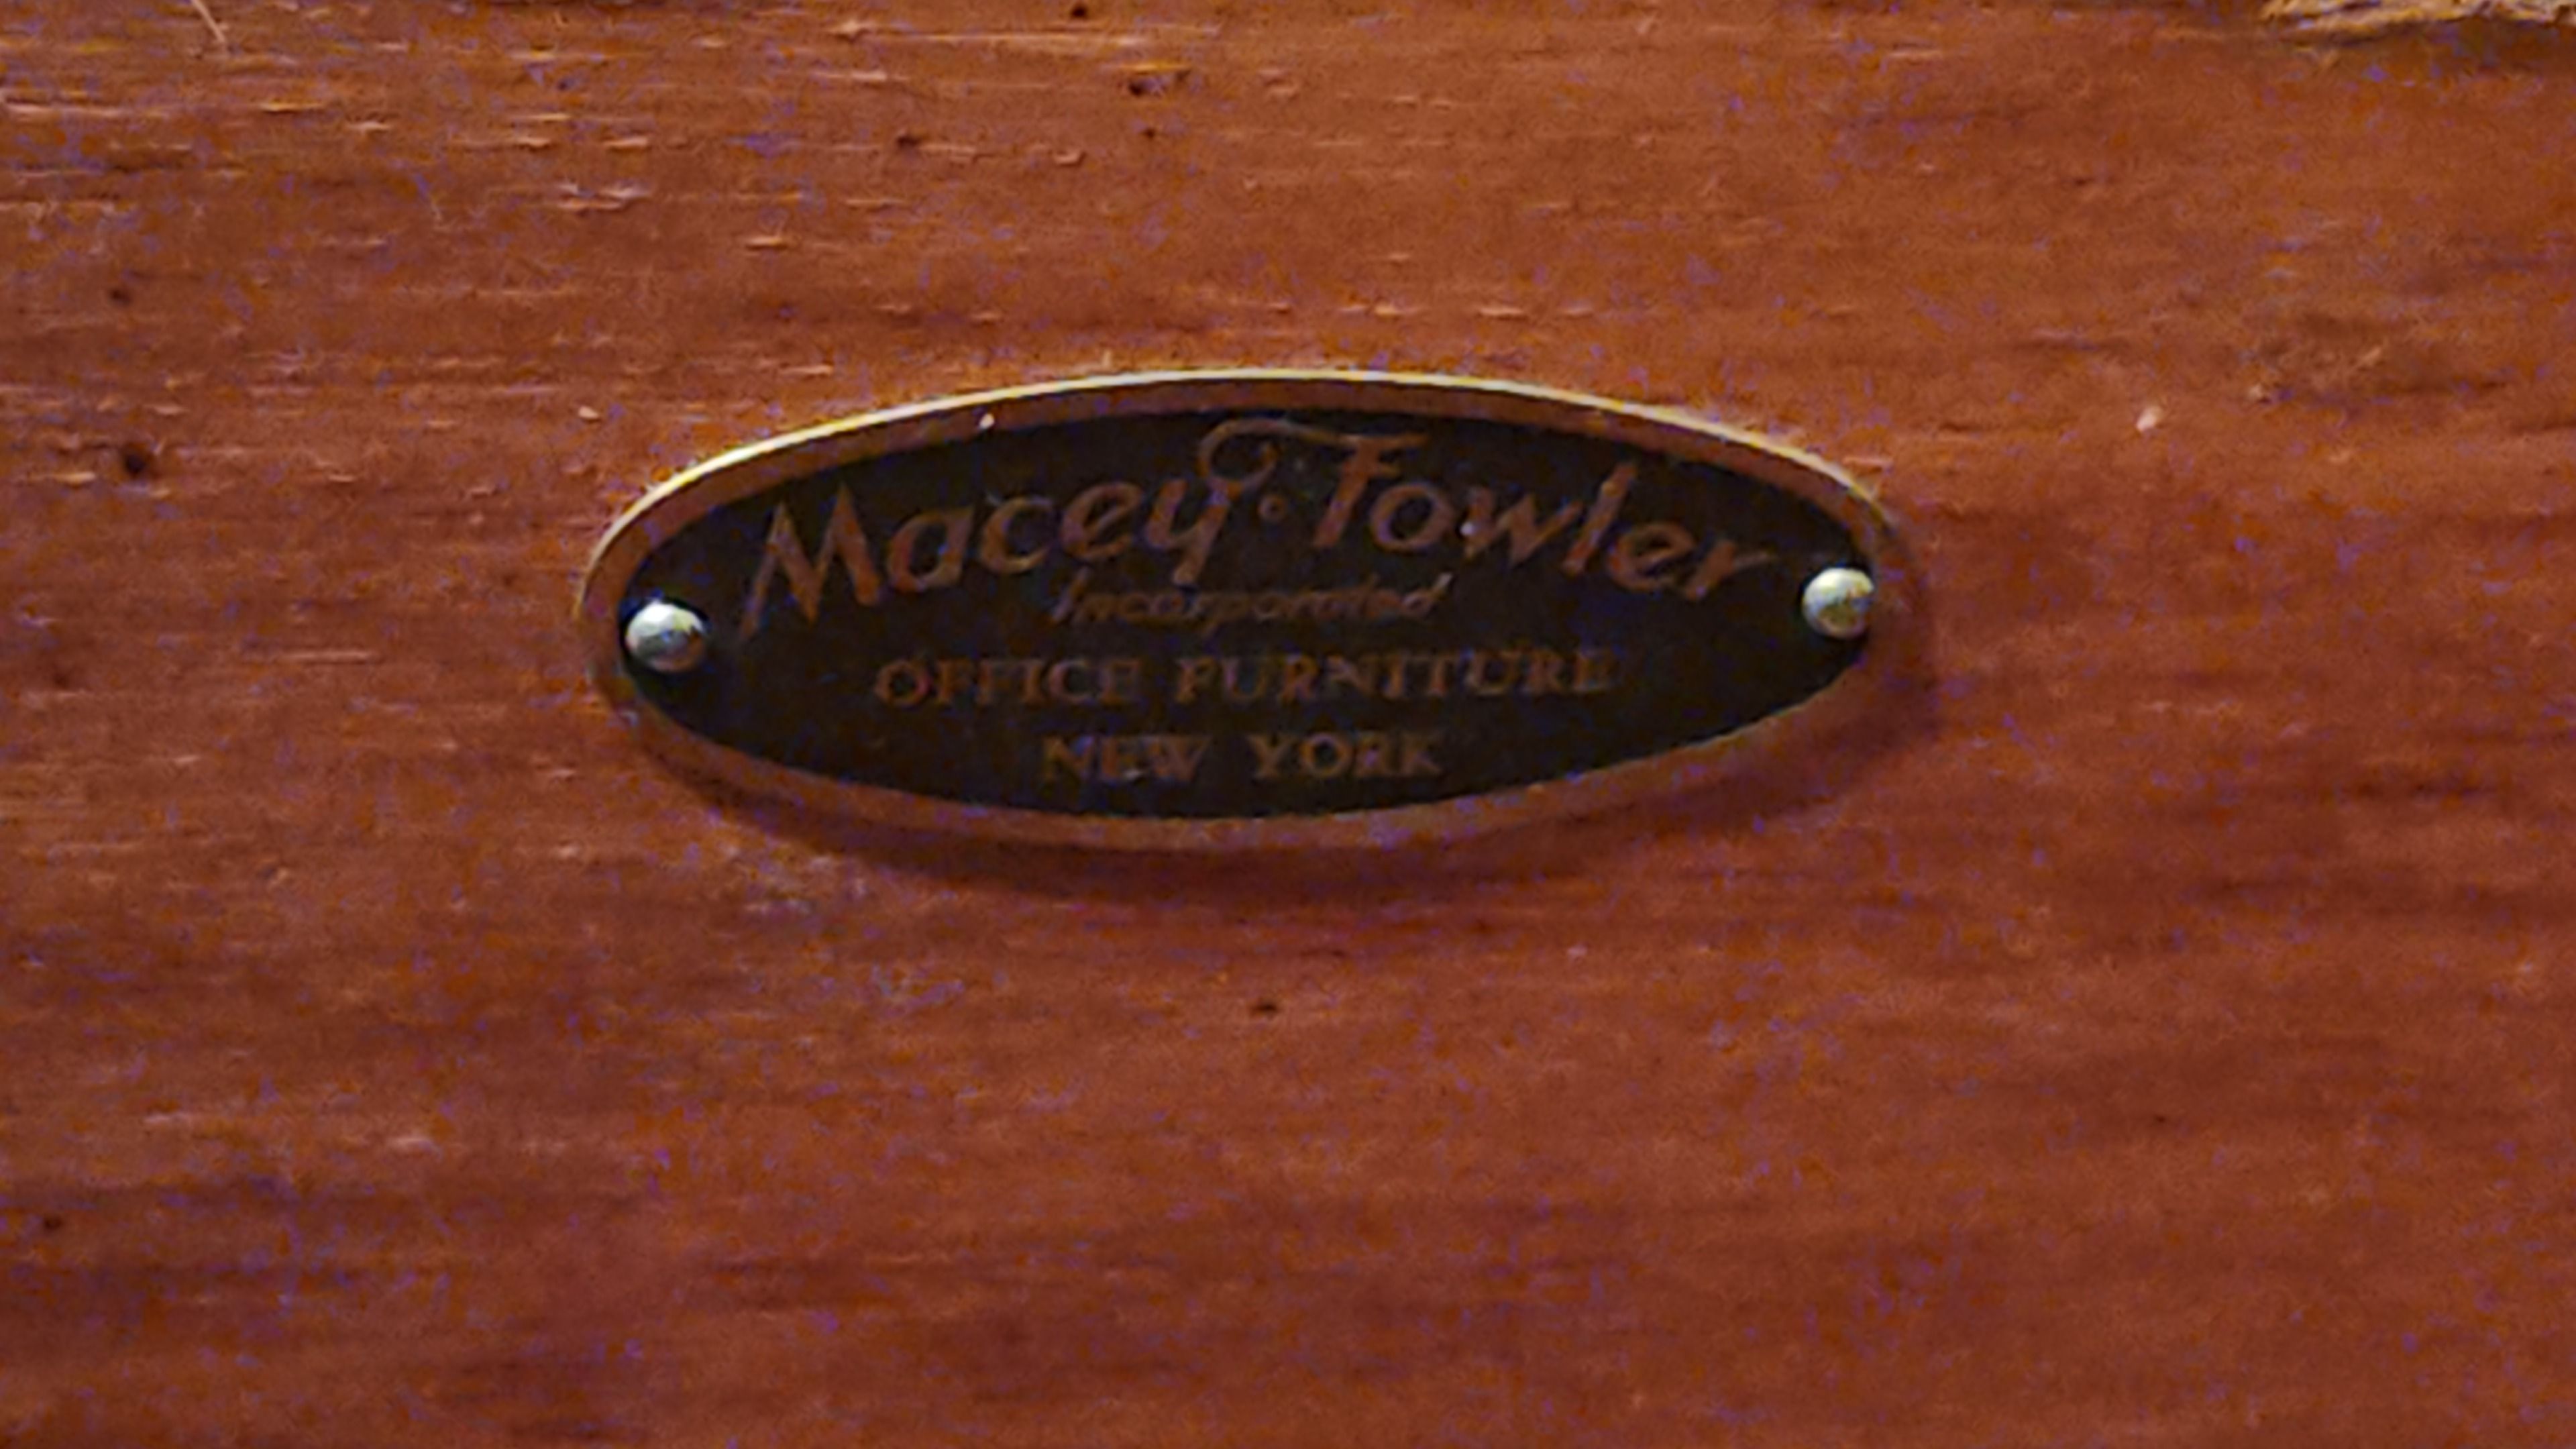 Macey·Fowler
Incorporated
OFFICE FURNITURE
NEW YORK